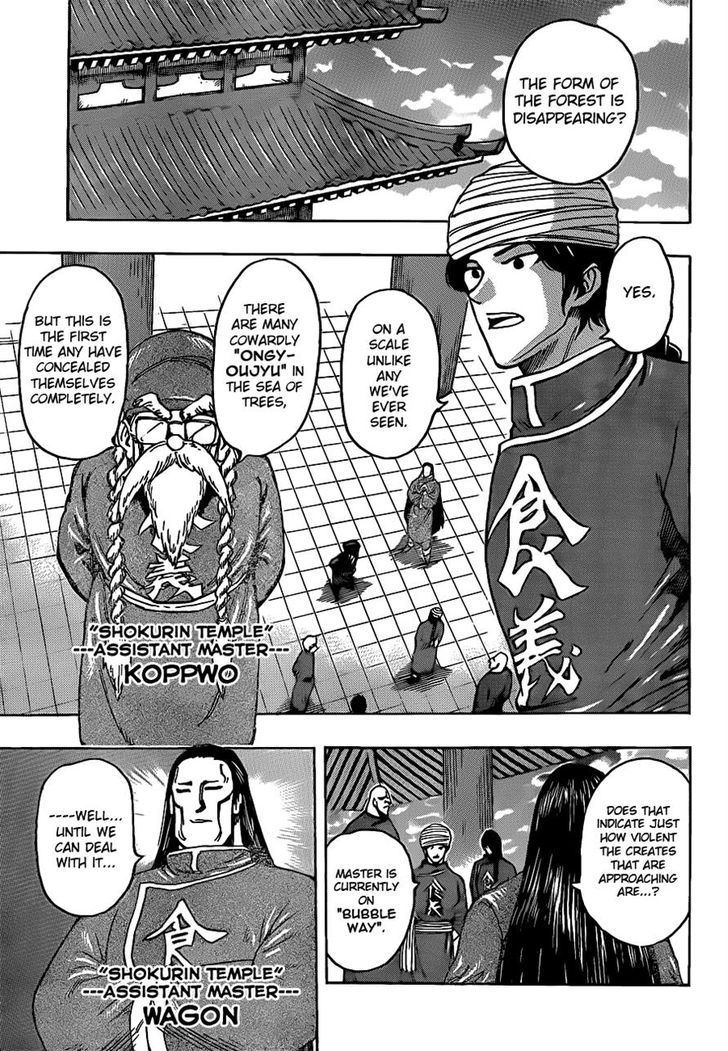 THE FORM OF
THE FOREST IS
DISAPPEARING?
YES,
ON A
SCALE
UNLIKE
ANY
WE'VE
EVER
SEEN.
THERE
ARE MANY
COWARDLY
"ONGY-
OUJYU" IN
THE SEA OF
TREES,
BUT THIS IS
THE FIRST
TIME ANY HAVE
CONCEALED
THEMSELVES
COMPLETELY.
食
義
"SHOKURIN TEMPLE"
---ASSISTANT MASTER---
KOPPWO
DOES THAT
INDICATE JUST
HOW VIOLENT
THE CREATES
THAT ARE
APPROACHING
ARE...?
MASTER IS
CURRENTLY
ON
"BUBBLE
WAY".
食
義
----WELL...
UNTIL WE
CAN DEAL
WITH IT...
食
"SHOKURIN TEMPLE"
---ASSISTANT MASTER---
WAGON